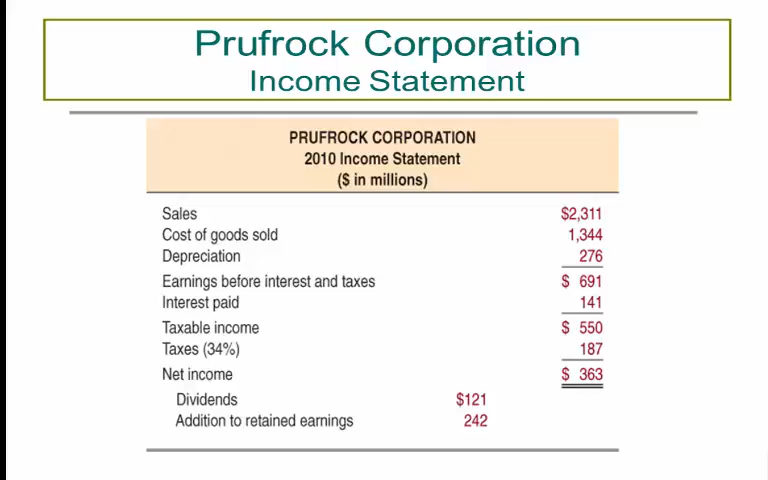 Prufrock Corporation
Income Statement
PRUFROCK CORPORATION
2010 Income Statement
($ in millions)
Sales $2,311
Cost of goods sold 1,344
Depreciation 276
Earnings before interest and taxes $ 691
Interest paid 141
Taxable income $ 550
Taxes (34%) 187
Net income $ 363
Dividends $121
Addition to retained earnings 242